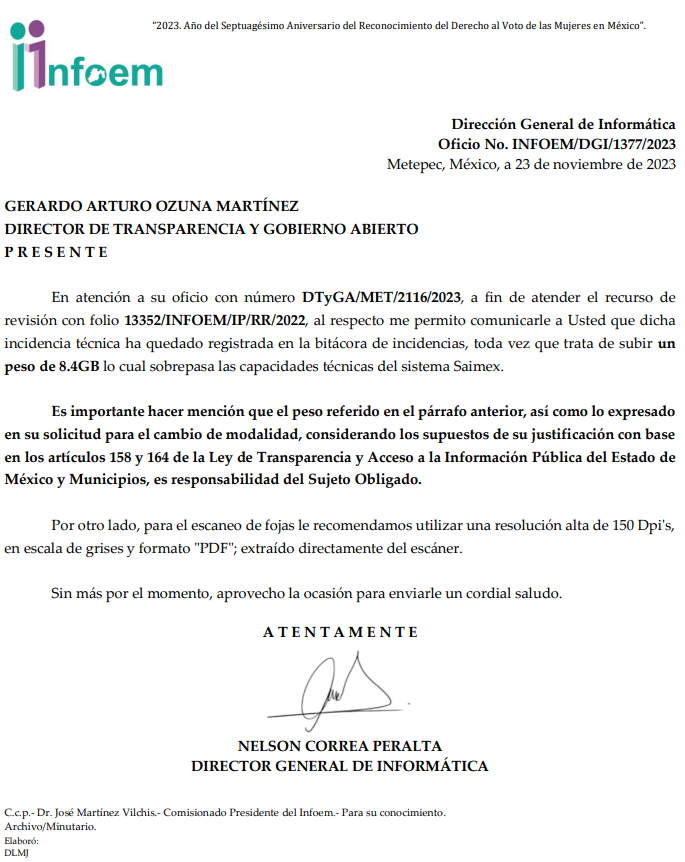 "2023. Año del Septuagésimo Aniversario del Reconocimiento del Derecho al Voto de las Mujeres en México".
infoem
Dirección General de Informática
Oficio No. INFOEM/DGI/1377/2023
Metepec, México, a 23 de noviembre de 2023
GERARDO ARTURO OZUNA MARTÍNEZ
DIRECTOR DE TRANSPARENCIA Y GOBIERNO ABIERTO
P R E S E N T E
En atención a su oficio con número DTyGA/MET/2116/2023, a fin de atender el recurso de
revisión con folio 13352/INFOEM/IP/RR/2022, al respecto me permito comunicarle a Usted que dicha
incidencia técnica ha quedado registrada en la bitácora de incidencias, toda vez que trata de subir un
peso de 8.4GB lo cual sobrepasa las capacidades técnicas del sistema Saimex.
Es importante hacer mención que el peso referido en el párrafo anterior, así como lo expresado
en su solicitud para el cambio de modalidad, considerando los supuestos de su justificación con base
en los artículos 158 y 164 de la Ley de Transparencia y Acceso a la Información Pública del Estado de
México y Municipios, es responsabilidad del Sujeto Obligado.
Por otro lado, para el escaneo de fojas le recomendamos utilizar una resolución alta de 150 Dpi's,
en escala de grises y formato "PDF"; extraído directamente del escáner.
Sin más por el momento, aprovecho la ocasión para enviarle un cordial saludo.
A T E N T A M E N T E
NELSON CORREA PERALTA
DIRECTOR GENERAL DE INFORMÁTICA
C.c.p.- Dr. José Martínez Vilchis.- Comisionado Presidente del Infoem.- Para su conocimiento.
Archivo/Minutario.
Elaboró:
DLMJ